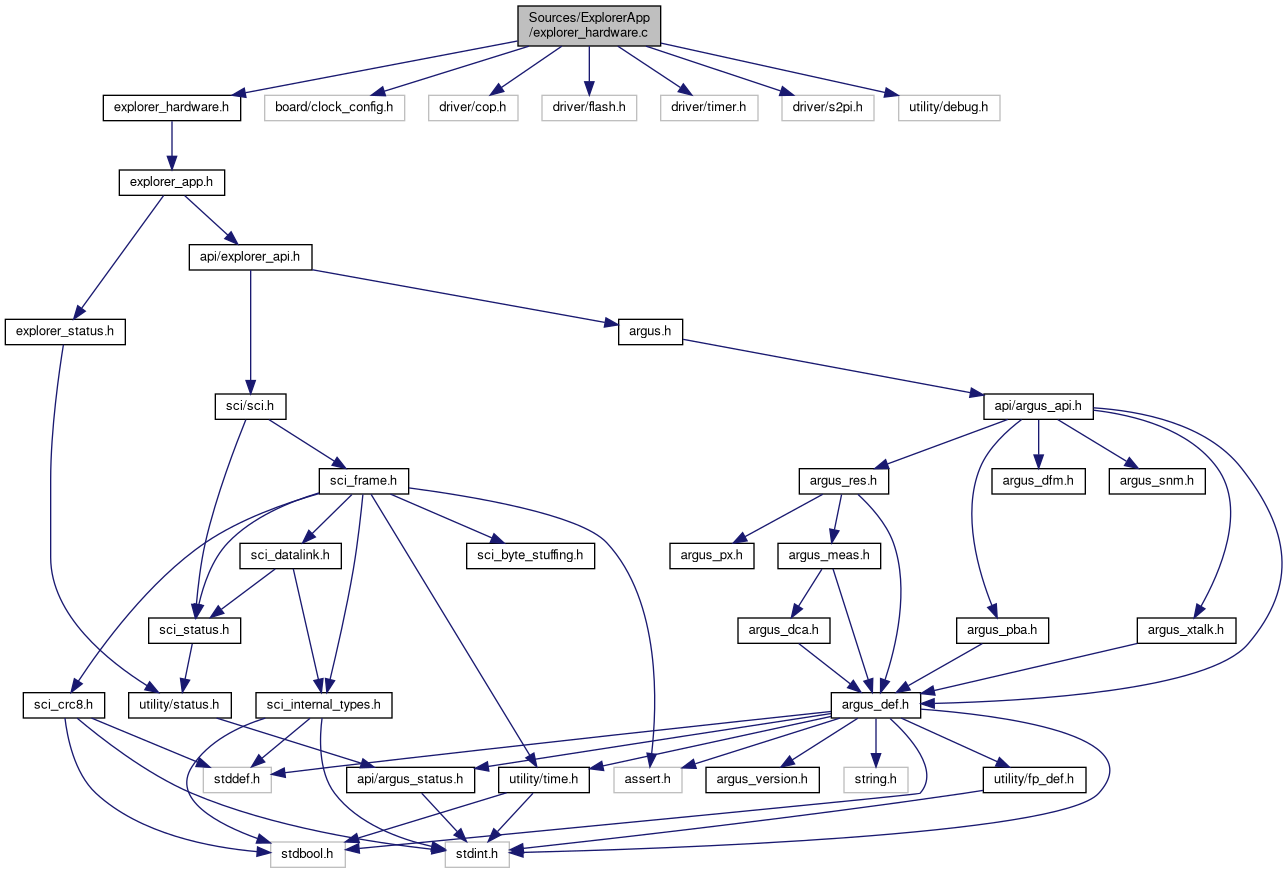 Sources/ExplorerApp
/explorer_hardware.c
explorer_hardware.h
board/clock_config.h
driver/cop.h
driver/flash.h
driver/timer.h
driver/s2pi.h
utility/debug.h
explorer_app.h
api/explorer_api.h
explorer_status.h
argus.h
sci/sci.h
api/argus_api.h
sci_frame.h
argus_res.h
argus_dfm.h
argus_snm.h
sci_datalink.h
sci_byte_stuffing.h
argus_px.h
argus_meas.h
sci_status.h
argus_dca.h
argus_pba.h
argus_xtalk.h
sci_crc8.h
utility/status.h
sci_internal_types.h
argus_def.h
stddef.h
api/argus_status.h
utility/time.h
assert.h
argus_version.h
string.h
utility/fp_def.h
stdbool.h
stdint.h